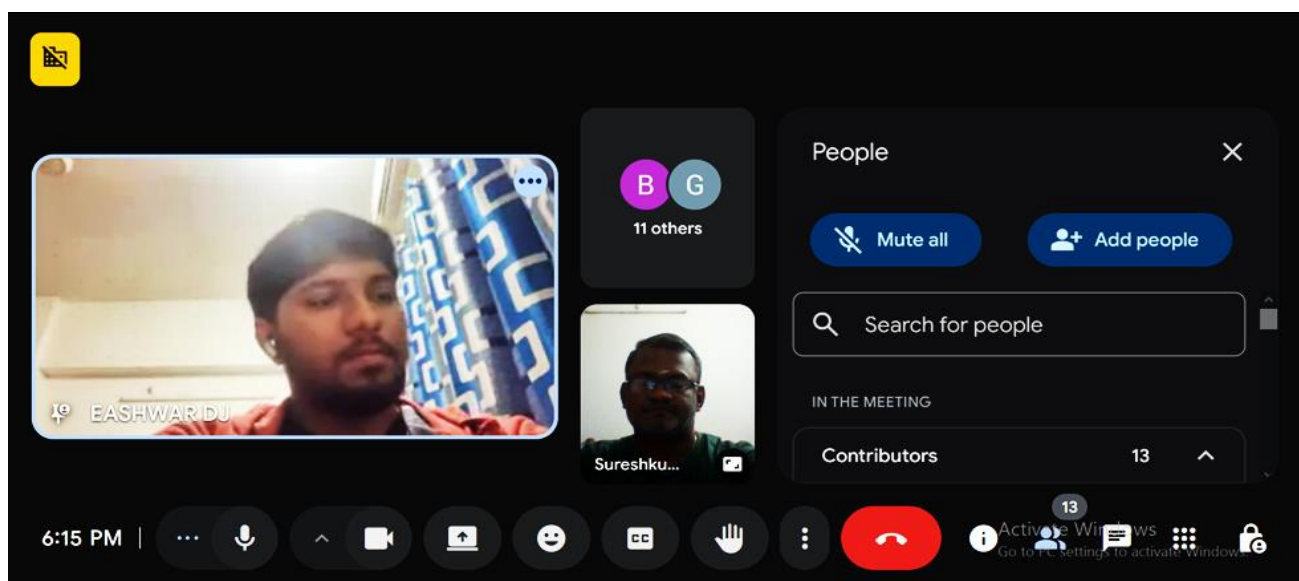 EASHWAR DJ
B G
11 others
Sureshku...
People
Mute all
Add people
Search for people
IN THE MEETING
Contributors 13
6:15 PM
CC
13
Activate Windows
Go to PC settings to activate Windows.